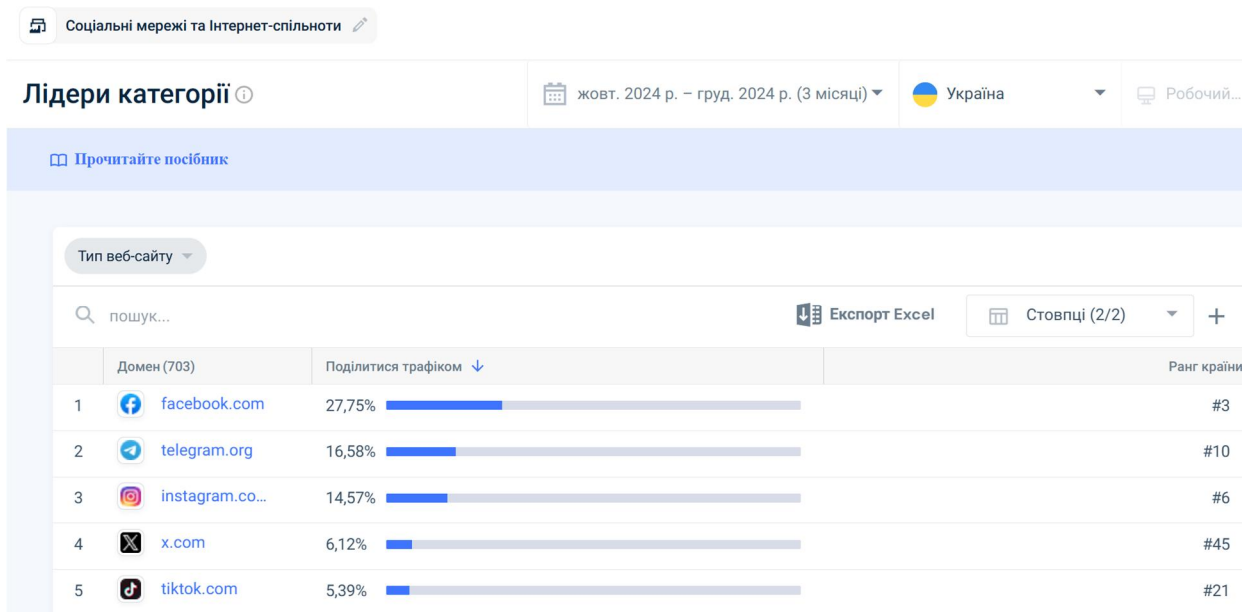 Соціальні мережі та Інтернет-спільноти
Лідери категорії
жовт. 2024 р. – груд. 2024 р. (3 місяці)
Україна
Робочий...
Прочитайте посібник
Тип веб-сайту
пошук...
Експорт Excel
Стовпці (2/2)
Домен (703) Поділитися трафіком Ранг країни
1 facebook.com 27,75% #3
2 telegram.org 16,58% #10
3 instagram.co... 14,57% #6
4 x.com 6,12% #45
5 tiktok.com 5,39% #21